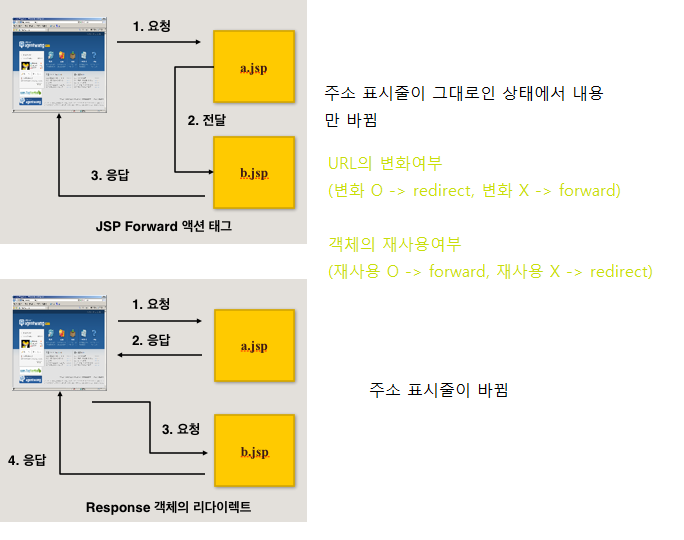 1. 요청
a.jsp
2. 전달
b.jsp
3. 응답
JSP Forward 액션 태그
주소 표시줄이 그대로인 상태에서 내용
만 바뀜
URL의 변화여부
(변화 O -> redirect, 변화 X -> forward)
객체의 재사용여부
(재사용 O -> forward, 재사용 X -> redirect)
1. 요청
2. 응답
a.jsp
3. 요청
4. 응답
b.jsp
Response 객체의 리다이렉트
주소 표시줄이 바뀜